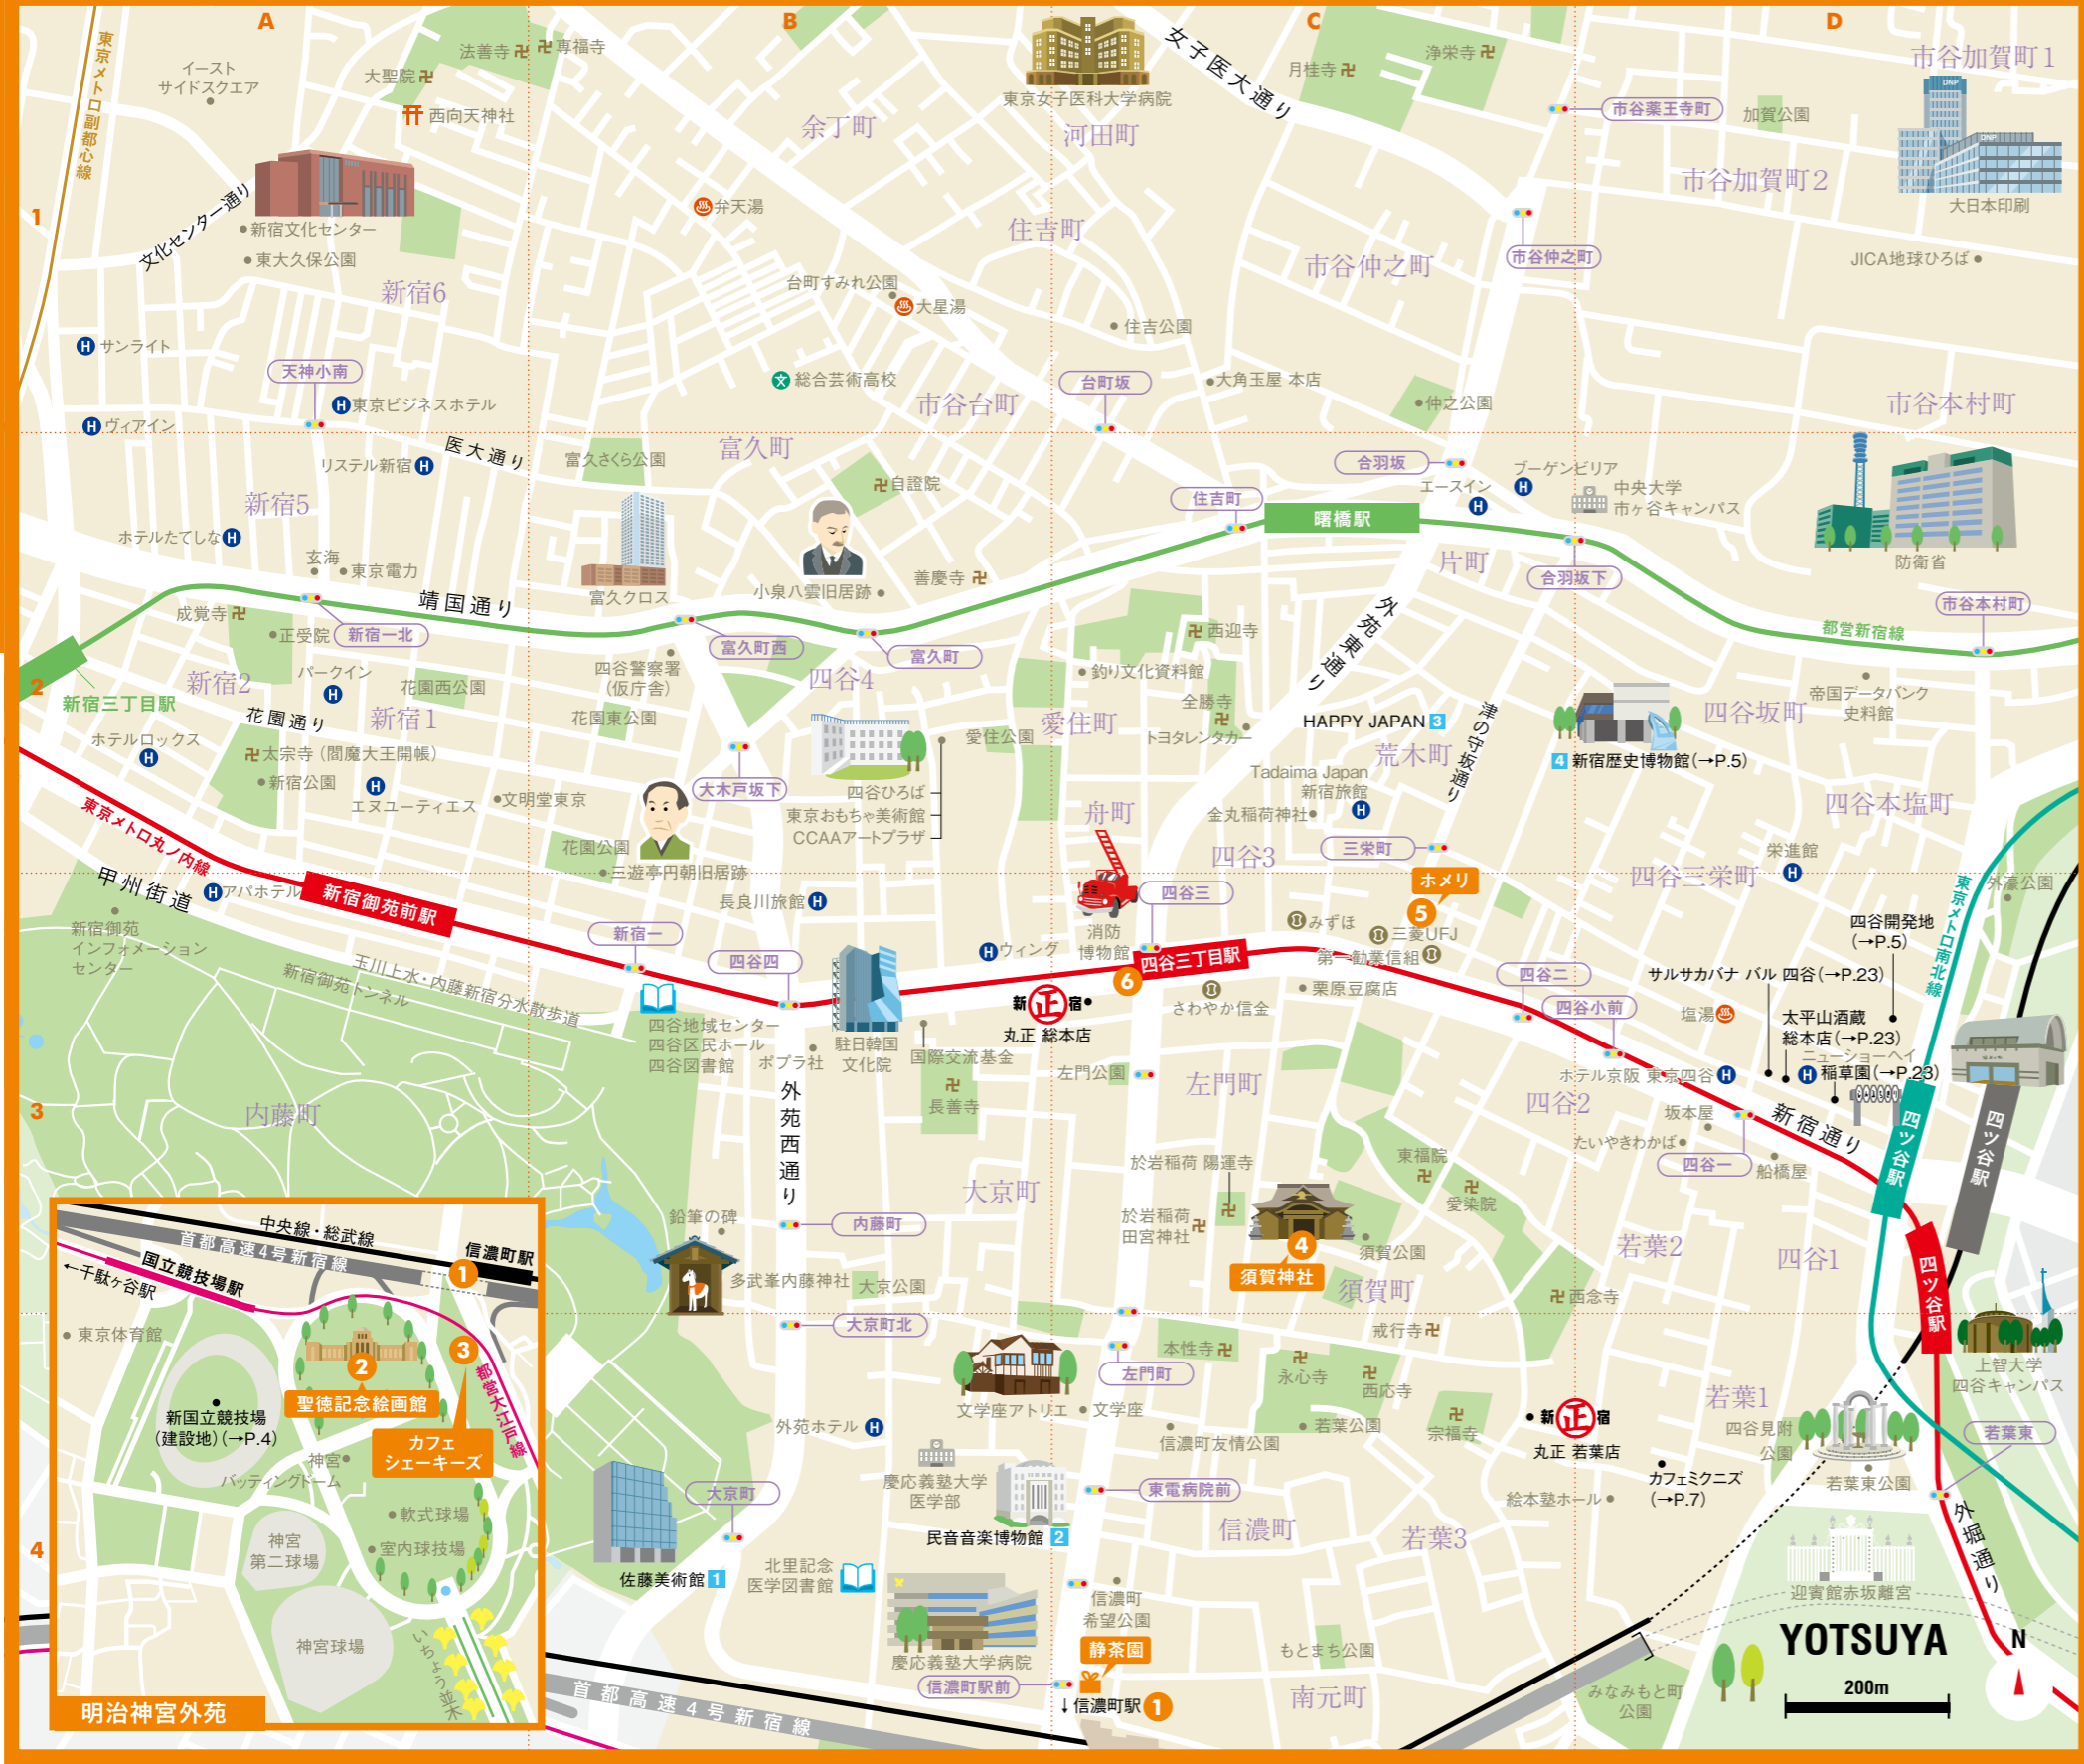 A
B
C
D
1
2
3
4
東京メトロ副都心線
イースト
サイドスクエア
大聖院
法善寺
専福寺
西向天神社
新宿文化センター
東大久保公園
文化センター通り
新宿6
サンライト
天神小南
東京ビジネスホテル
ヴィアイン
余丁町
弁天湯
台町すみれ公園
大星湯
総合芸術高校
市谷台町
東京女子医科大学病院
河田町
女子医大通り
住吉町
住吉公園
台町坂
大角玉屋 本店
月桂寺
浄栄寺
市谷仲之町
市谷仲之町
仲之公園
市谷薬王寺町
加賀公園
市谷加賀町1
市谷加賀町2
DNP
DNP
大日本印刷
JICA地球ひろば
市谷本村町
医大通り
リステル新宿
新宿5
ホテルたてしな
玄海
東京電力
靖国通り
成覚寺
正受院
新宿一北
新宿三丁目駅
新宿2
パークイン
花園西公園
花園通り
新宿1
ホテルロックス
太宗寺(閻魔大王開帳)
新宿公園
エヌユーティエス
文明堂東京
東京メトロ丸ノ内線
富久さくら公園
富久町
自證院
富久クロス
小泉八雲旧居跡
善慶寺
四谷警察署
(仮庁舎)
富久町西
富久町
四谷4
花園東公園
大木戸坂下
四谷ひろば
東京おもちゃ美術館
CCAAアートプラザ
愛住公園
花園公園
三遊亭円朝旧居跡
住吉町
曙橋駅
合羽坂
エースイン
ブーゲンビリア
中央大学
市ヶ谷キャンパス
片町
合羽坂下
外苑東通り
西迎寺
釣り文化資料館
全勝寺
愛住町
トヨタレンタカー
HAPPY JAPAN 3
荒木町
津の守坂通り
Tadaima Japan
新宿旅館
金丸稲荷神社
舟町
四谷3
三栄町
防衛省
市谷本村町
都営新宿線
帝国データバンク
史料館
四谷坂町
4 新宿歴史博物館(→P.5)
四谷本塩町
四谷三栄町
栄進館
甲州街道
アパホテル
新宿御苑前駅
新宿御苑
インフォメーション
センター
玉川上水・内藤新宿分水散歩道
新宿御苑トンネル
内藤町
長良川旅館
新宿一
四谷四
四谷地域センター
四谷区民ホール
四谷図書館
ポプラ社
駐日韓国
文化院
国際交流基金
長善寺
ウィング
外苑西通り
大京町
内藤町
鉛筆の碑
多武峯内藤神社
大京公園
消防
博物館
四谷三
6
四谷三丁目駅
新 正 宿
丸正 総本店
ホメリ
5
みずほ
三菱UFJ
第一勧業信組
さわやか信金
栗原豆腐店
左門公園
左門町
於岩稲荷 陽運寺
於岩稲荷
田宮神社
4
須賀神社
須賀公園
須賀町
東福院
愛染院
四谷二
四谷小前
ホテル京阪 東京四谷
四谷2
たいやきわかば
坂本屋
四谷一
船橋屋
新宿通り
若葉2
四谷1
西念寺
外濠公園
東京メトロ南北線
四谷開発地
(→P.5)
サルサカバナ バル 四谷(→P.23)
塩湯
太平山酒蔵
総本店(→P.23)
ニューショーヘイ
稲草園(→P.23)
四ツ谷駅
四ツ谷駅
四ツ谷駅
中央線・総武線
首都高速4号新宿線
信濃町駅
1
国立競技場駅
←千駄ヶ谷駅
東京体育館
2
聖徳記念絵画館
3
都営大江戸線
カフェ
シェーキーズ
新国立競技場
(建設地)(→P.4)
神宮
バッティングドーム
軟式球場
神宮
第二球場
室内球技場
神宮球場
いちょう並木
明治神宮外苑
大京町北
外苑ホテル
文学座アトリエ
文学座
慶応義塾大学
医学部
大京町
民音音楽博物館 2
佐藤美術館 1
北里記念
医学図書館
慶応義塾大学病院
信濃町駅前
首都高速4号新宿線
左門町
本性寺
戒行寺
永心寺
西応寺
若葉公園
宗福寺
信濃町友情公園
東電病院前
信濃町
若葉3
信濃町
希望公園
静茶園
↓信濃町駅 1
もとまち公園
南元町
新 正 宿
丸正 若葉店
カフェミクニズ
(→P.7)
絵本塾ホール
若葉1
四谷見附
公園
若葉東公園
上智大学
四谷キャンパス
若葉東
外堀通り
迎賓館赤坂離宮
みなみもと町
公園
YOTSUYA
200m
N